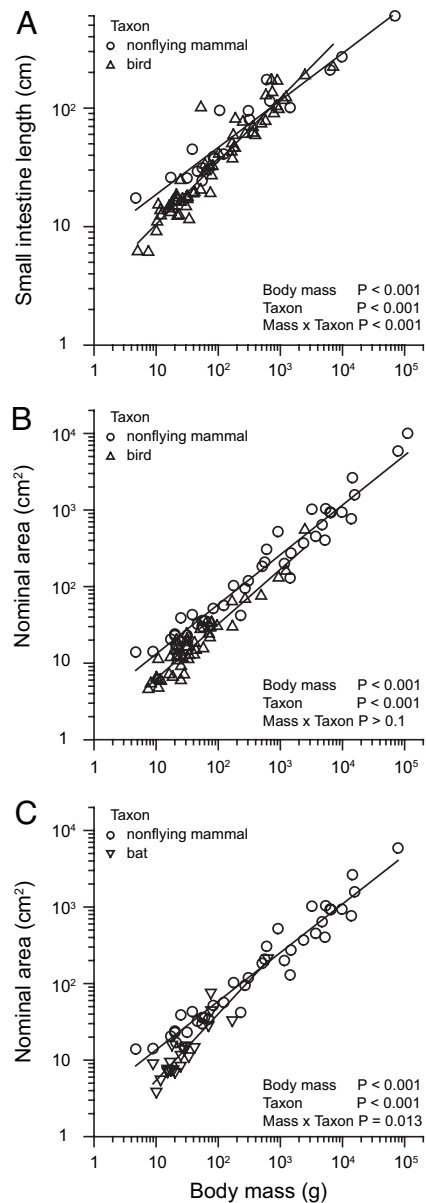 A
Taxon
nonflying mammal
bird
Small intestine length (cm)
10²
10
1
Body mass P < 0.001
Taxon P < 0.001
Mass x Taxon P < 0.001
1 10 10² 10³ 10⁴ 10⁵
B
Taxon
nonflying mammal
bird
Nominal area (cm²)
10⁴
10³
10²
10
1
Body mass P < 0.001
Taxon P < 0.001
Mass x Taxon P > 0.1
1 10 10² 10³ 10⁴ 10⁵
C
Taxon
nonflying mammal
bat
Nominal area (cm²)
10⁴
10³
10²
10
1
Body mass P < 0.001
Taxon P < 0.001
Mass x Taxon P = 0.013
1 10 10² 10³ 10⁴ 10⁵
Body mass (g)